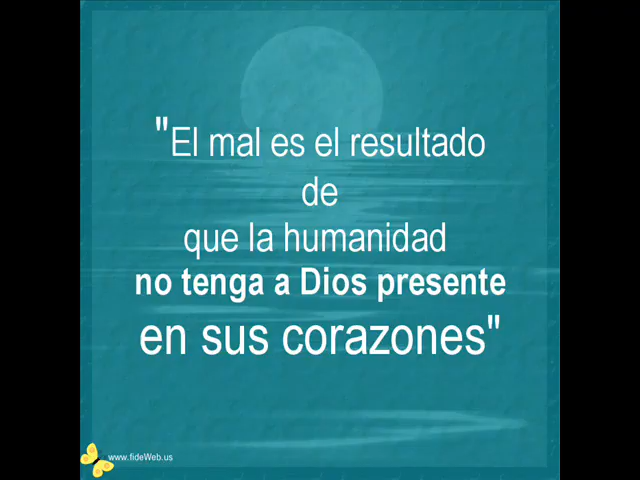 "El mal es el resultado
de
que la humanidad
no tenga a Dios presente
en sus corazones"
www.fideWeb.us